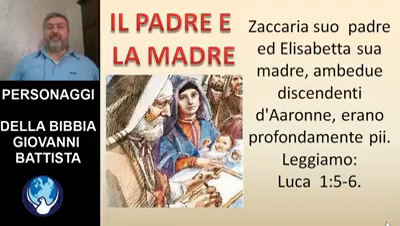 IL PADRE E
LA MADRE
Zaccaria suo padre
ed Elisabetta sua
madre, ambedue
discendenti
d'Aaronne, erano
profondamente pii.
Leggiamo:
Luca 1:5-6.
PERSONAGGI
DELLA BIBBIA
GIOVANNI
BATTISTA